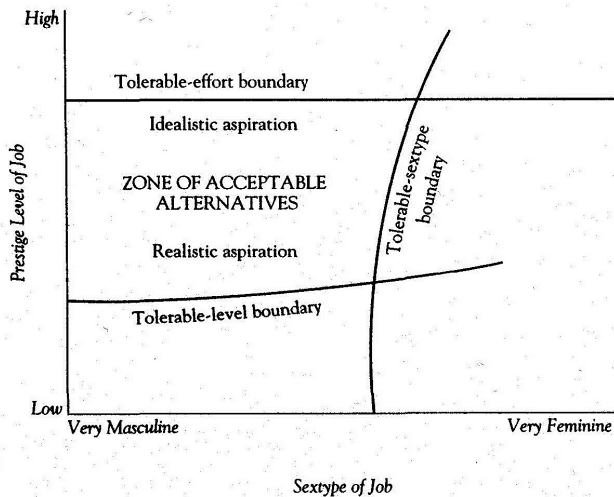 High
Tolerable-effort boundary
Idealistic aspiration
ZONE OF ACCEPTABLE
ALTERNATIVES
Realistic aspiration
Tolerable-level boundary
Tolerable-sextype
boundary
Prestige Level of Job
Low
Very Masculine
Very Feminine
Sextype of Job